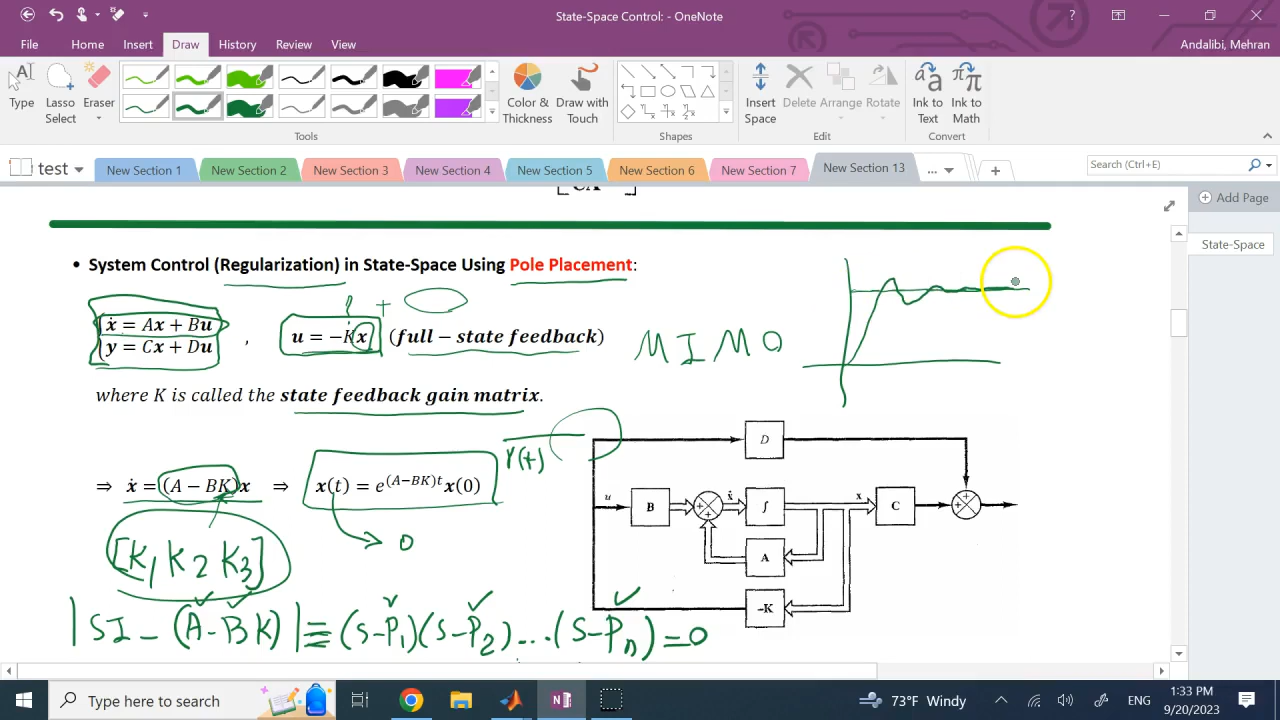 State-Space Control: - OneNote
?
Andalibi, Mehran
File Home Insert Draw History Review View
Type
Lasso Select
Eraser
Color & Thickness
Draw with Touch
Insert Space
Delete
Arrange
Rotate
Ink to Text
Ink to Math
Tools
Shapes
Edit
Convert
test
New Section 1
New Section 2
New Section 3
New Section 4
New Section 5
New Section 6
New Section 7
New Section 13
...
Search (Ctrl+E)
Add Page
State-Space
• System Control (Regularization) in State-Space Using Pole Placement:
ẋ = Ax + Bu
y = Cx + Du
, u = −Kx (full − state feedback)
+
MIMO
where K is called the state feedback gain matrix.
⇒ ẋ = (A − BK)x ⇒ x(t) = e^(A−BK)t x(0)
r(t)
0
[K1 K2 K3]
|SI − (A-BK)| ≡ (S-P1)(S-P2)...(S-Pn) = 0
D
u
B
+
+
ẋ
∫
x
C
+
+
A
−K
Type here to search
73°F Windy
ENG
1:33 PM
9/20/2023